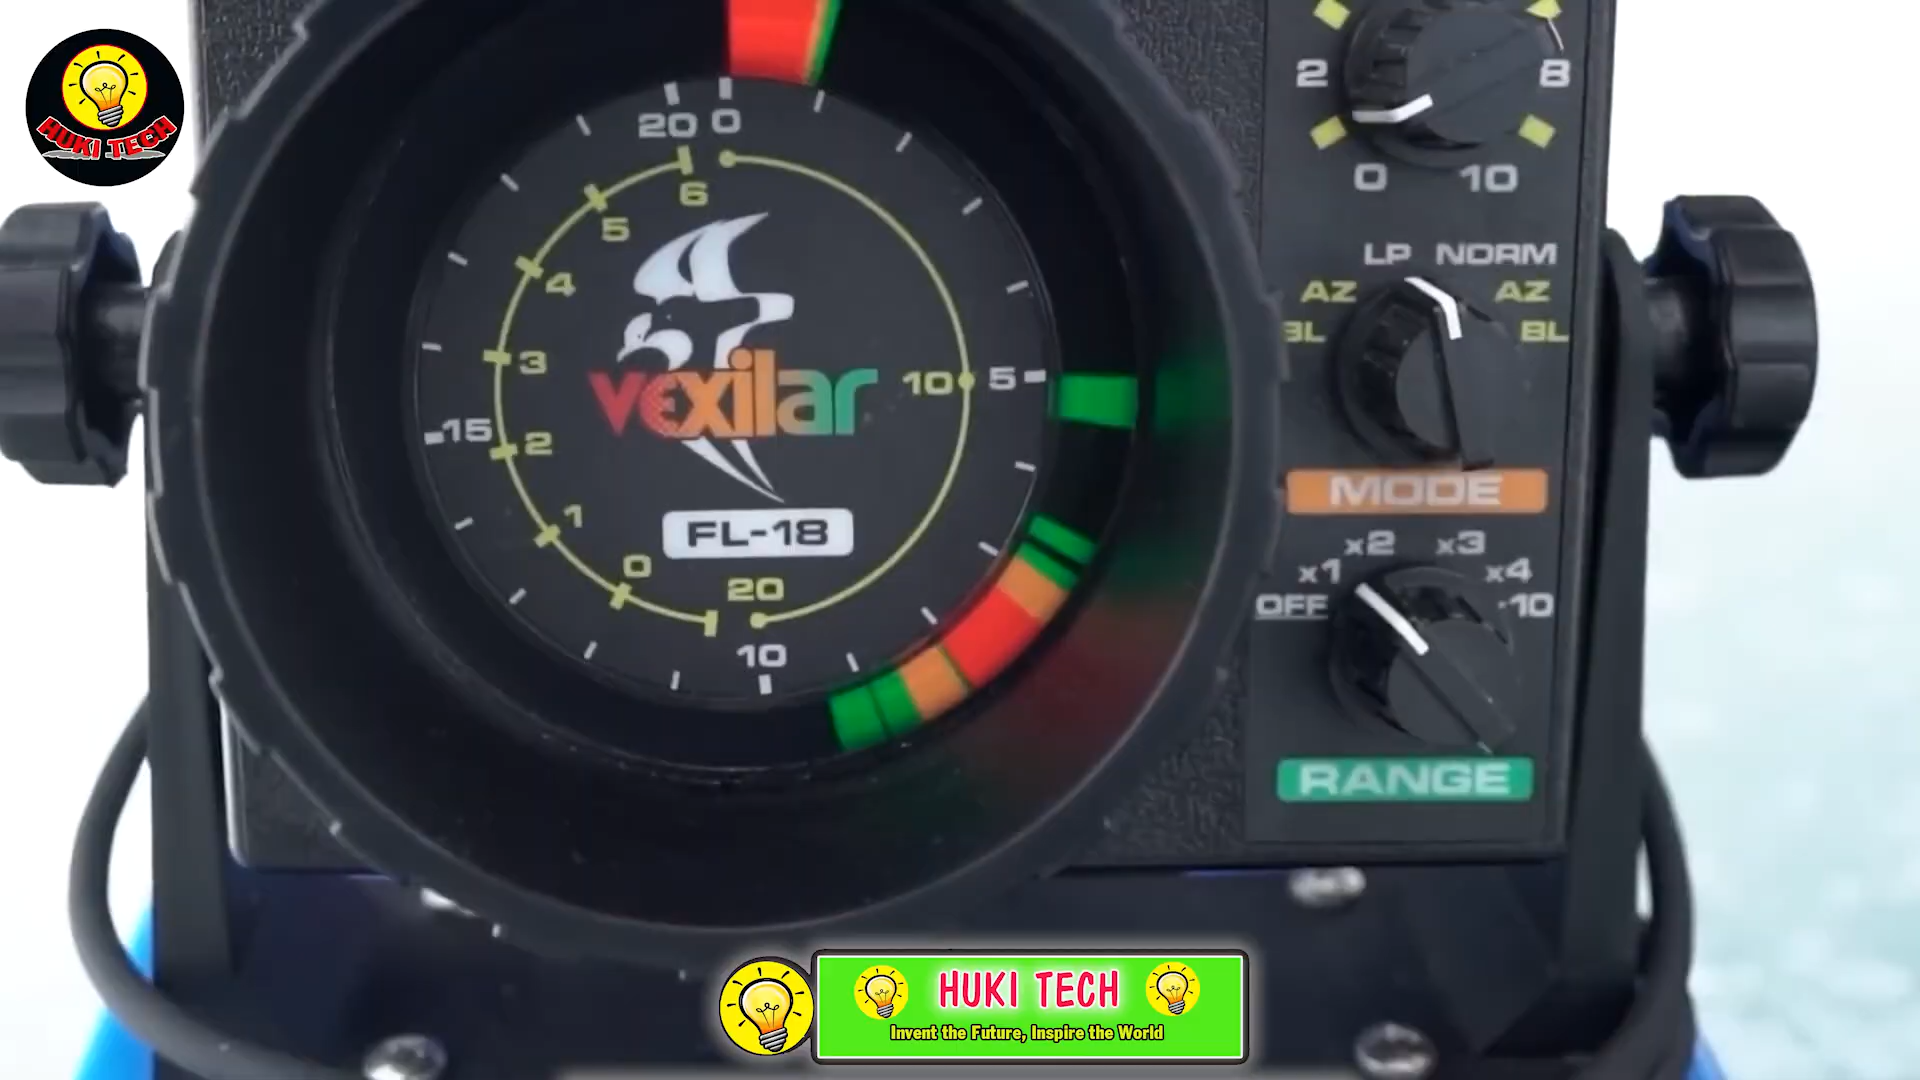 HUKI TECH
2
8
0
10
20 0
6
5
4
3
2
1
0
15
10
5
20
10
vexilar
FL-18
LP NORM
AZ
AZ
BL
BL
MODE
x2 x3
x1
x4
OFF
-10
RANGE
HUKI TECH
Invent the Future, Inspire the World